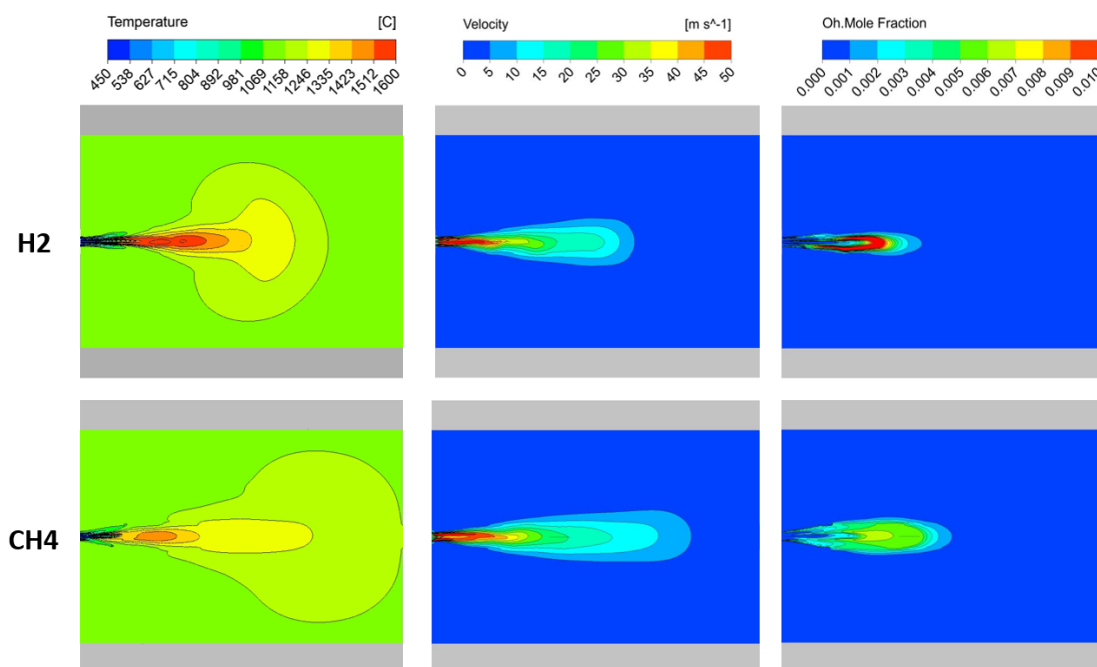 Temperature [C]
450 538 627 715 804 892 981 1069 1158 1246 1335 1423 1512 1600
Velocity [m s^-1]
0 5 10 15 20 25 30 35 40 45 50
Oh.Mole Fraction
0.000 0.001 0.002 0.003 0.004 0.005 0.006 0.007 0.008 0.009 0.010
H2
CH4